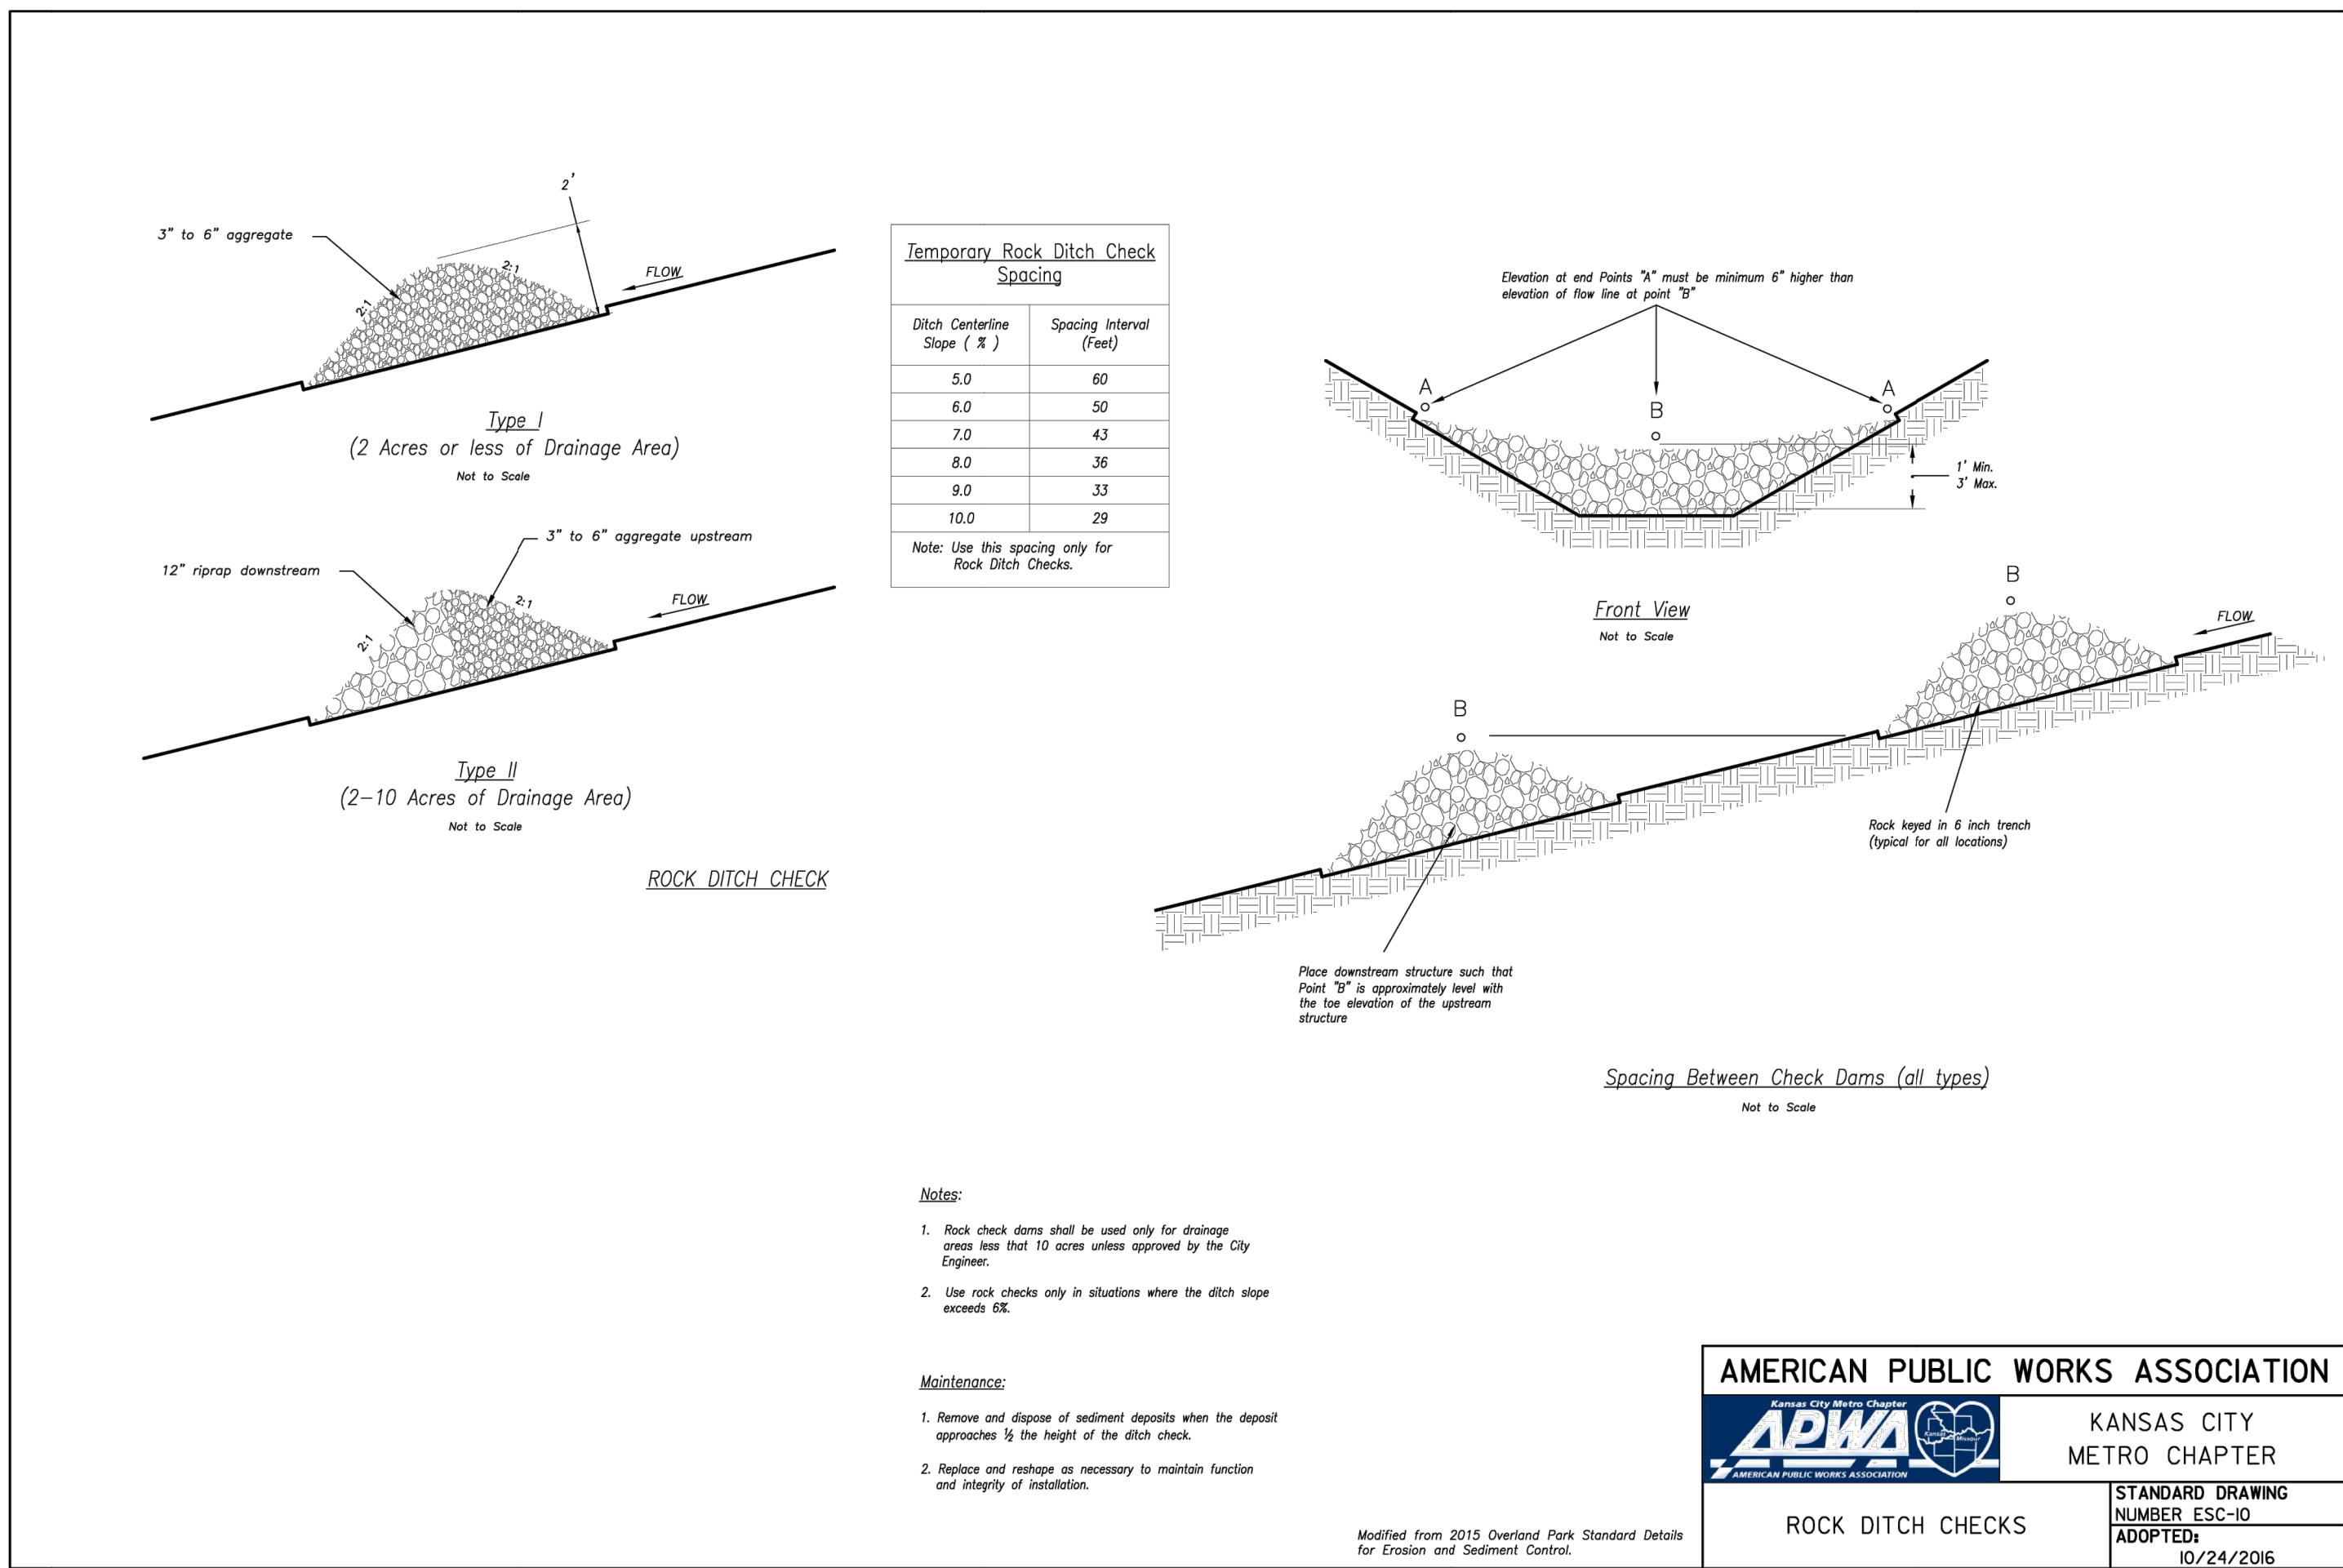 2'
3" to 6" aggregate
2:1
2:1
FLOW
Type I
(2 Acres or less of Drainage Area)
Not to Scale
3" to 6" aggregate upstream
12" riprap downstream
2:1
2:1
FLOW
Type II
(2-10 Acres of Drainage Area)
Not to Scale
ROCK DITCH CHECK
Temporary Rock Ditch Check
Spacing
Ditch Centerline
Slope ( % )
Spacing Interval
(Feet)
5.0 60
6.0 50
7.0 43
8.0 36
9.0 33
10.0 29
Note: Use this spacing only for
Rock Ditch Checks.
Elevation at end Points "A" must be minimum 6" higher than
elevation of flow line at point "B"
A
B
A
1' Min.
3' Max.
Front View
Not to Scale
B
FLOW
B
Rock keyed in 6 inch trench
(typical for all locations)
Place downstream structure such that
Point "B" is approximately level with
the toe elevation of the upstream
structure
Spacing Between Check Dams (all types)
Not to Scale
Notes:
1. Rock check dams shall be used only for drainage
areas less that 10 acres unless approved by the City
Engineer.
2. Use rock checks only in situations where the ditch slope
exceeds 6%.
Maintenance:
1. Remove and dispose of sediment deposits when the deposit
approaches ½ the height of the ditch check.
2. Replace and reshape as necessary to maintain function
and integrity of installation.
Modified from 2015 Overland Park Standard Details
for Erosion and Sediment Control.
AMERICAN PUBLIC WORKS ASSOCIATION
Kansas City Metro Chapter
APWA
Kansas
Missouri
AMERICAN PUBLIC WORKS ASSOCIATION
KANSAS CITY
METRO CHAPTER
ROCK DITCH CHECKS
STANDARD DRAWING
NUMBER ESC-10
ADOPTED:
10/24/2016